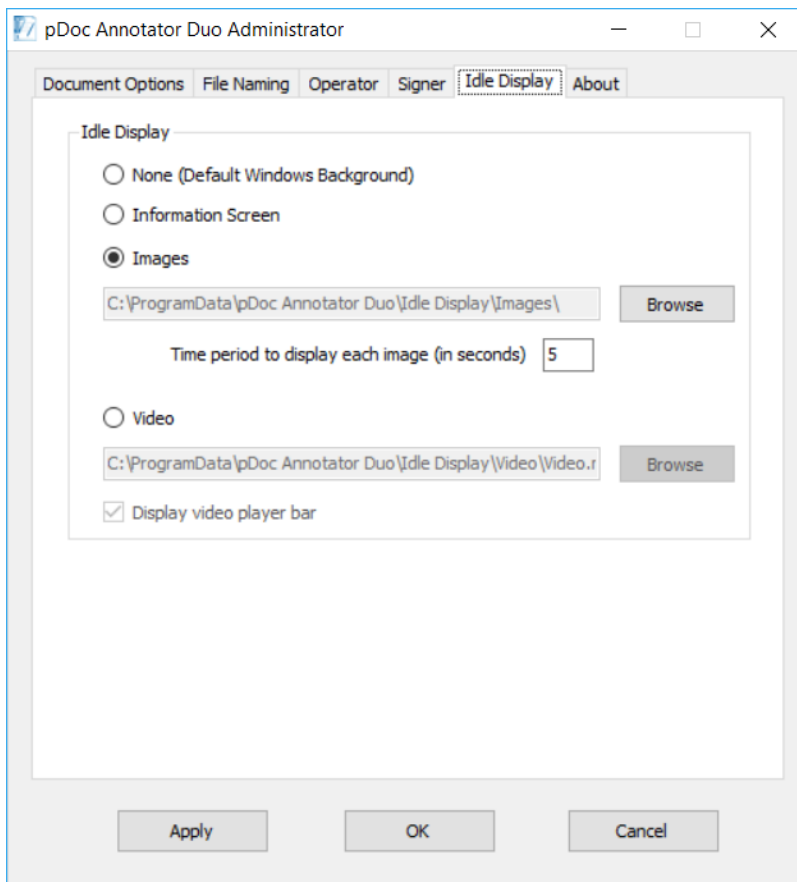 pDoc Annotator Duo Administrator
Document Options File Naming Operator Signer Idle Display About
Idle Display
None (Default Windows Background)
Information Screen
Images
C:\ProgramData\pDoc Annotator Duo\Idle Display\Images\ Browse
Time period to display each image (in seconds) 5
Video
C:\ProgramData\pDoc Annotator Duo\Idle Display\Video\Video.r Browse
Display video player bar
Apply OK Cancel